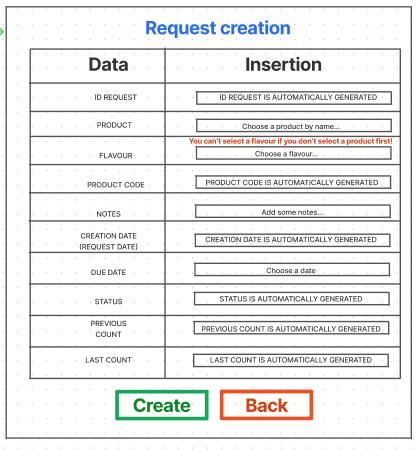 Request creation
Data Insertion
ID REQUEST ID REQUEST IS AUTOMATICALLY GENERATED
PRODUCT Choose a product by name...
You can't select a flavour if you don't select a product first!
FLAVOUR Choose a flavour...
PRODUCT CODE PRODUCT CODE IS AUTOMATICALLY GENERATED
NOTES Add some notes...
CREATION DATE
(REQUEST DATE) CREATION DATE IS AUTOMATICALLY GENERATED
DUE DATE Choose a date
STATUS STATUS IS AUTOMATICALLY GENERATED
PREVIOUS
COUNT PREVIOUS COUNT IS AUTOMATICALLY GENERATED
LAST COUNT LAST COUNT IS AUTOMATICALLY GENERATED
Create Back